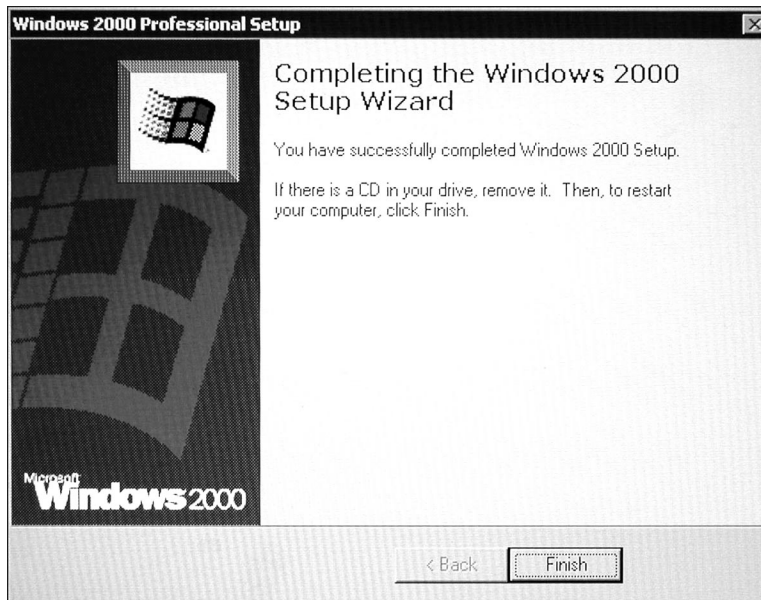 Windows 2000 Professional Setup
Completing the Windows 2000
Setup Wizard
You have successfully completed Windows 2000 Setup.
If there is a CD in your drive, remove it. Then, to restart
your computer, click Finish.
Microsoft
Windows 2000
< Back
Finish